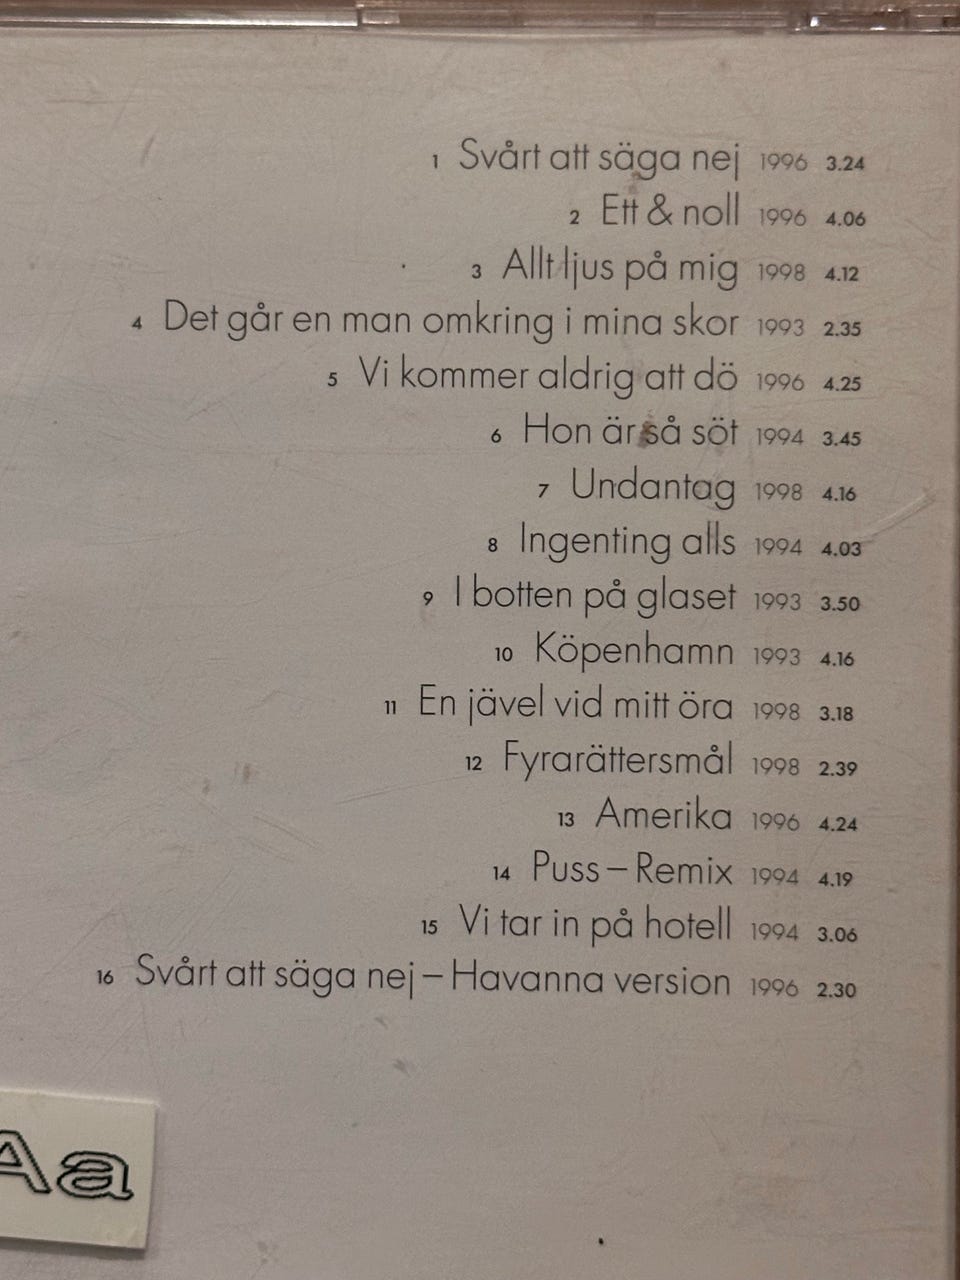 1 Svårt att säga nej 1996 3.24
2 Ett & noll 1996 4.06
3 Allt ljus på mig 1998 4.12
4 Det går en man omkring i mina skor 1993 2.35
5 Vi kommer aldrig att dö 1996 4.25
6 Hon är så söt 1994 3.45
7 Undantag 1998 4.16
8 Ingenting alls 1994 4.03
9 I botten på glaset 1993 3.50
10 Köpenhamn 1993 4.16
11 En jävel vid mitt öra 1998 3.18
12 Fyrarättersmål 1998 2.39
13 Amerika 1996 4.24
14 Puss – Remix 1994 4.19
15 Vi tar in på hotell 1994 3.06
16 Svårt att säga nej – Havanna version 1996 2.30
Aa